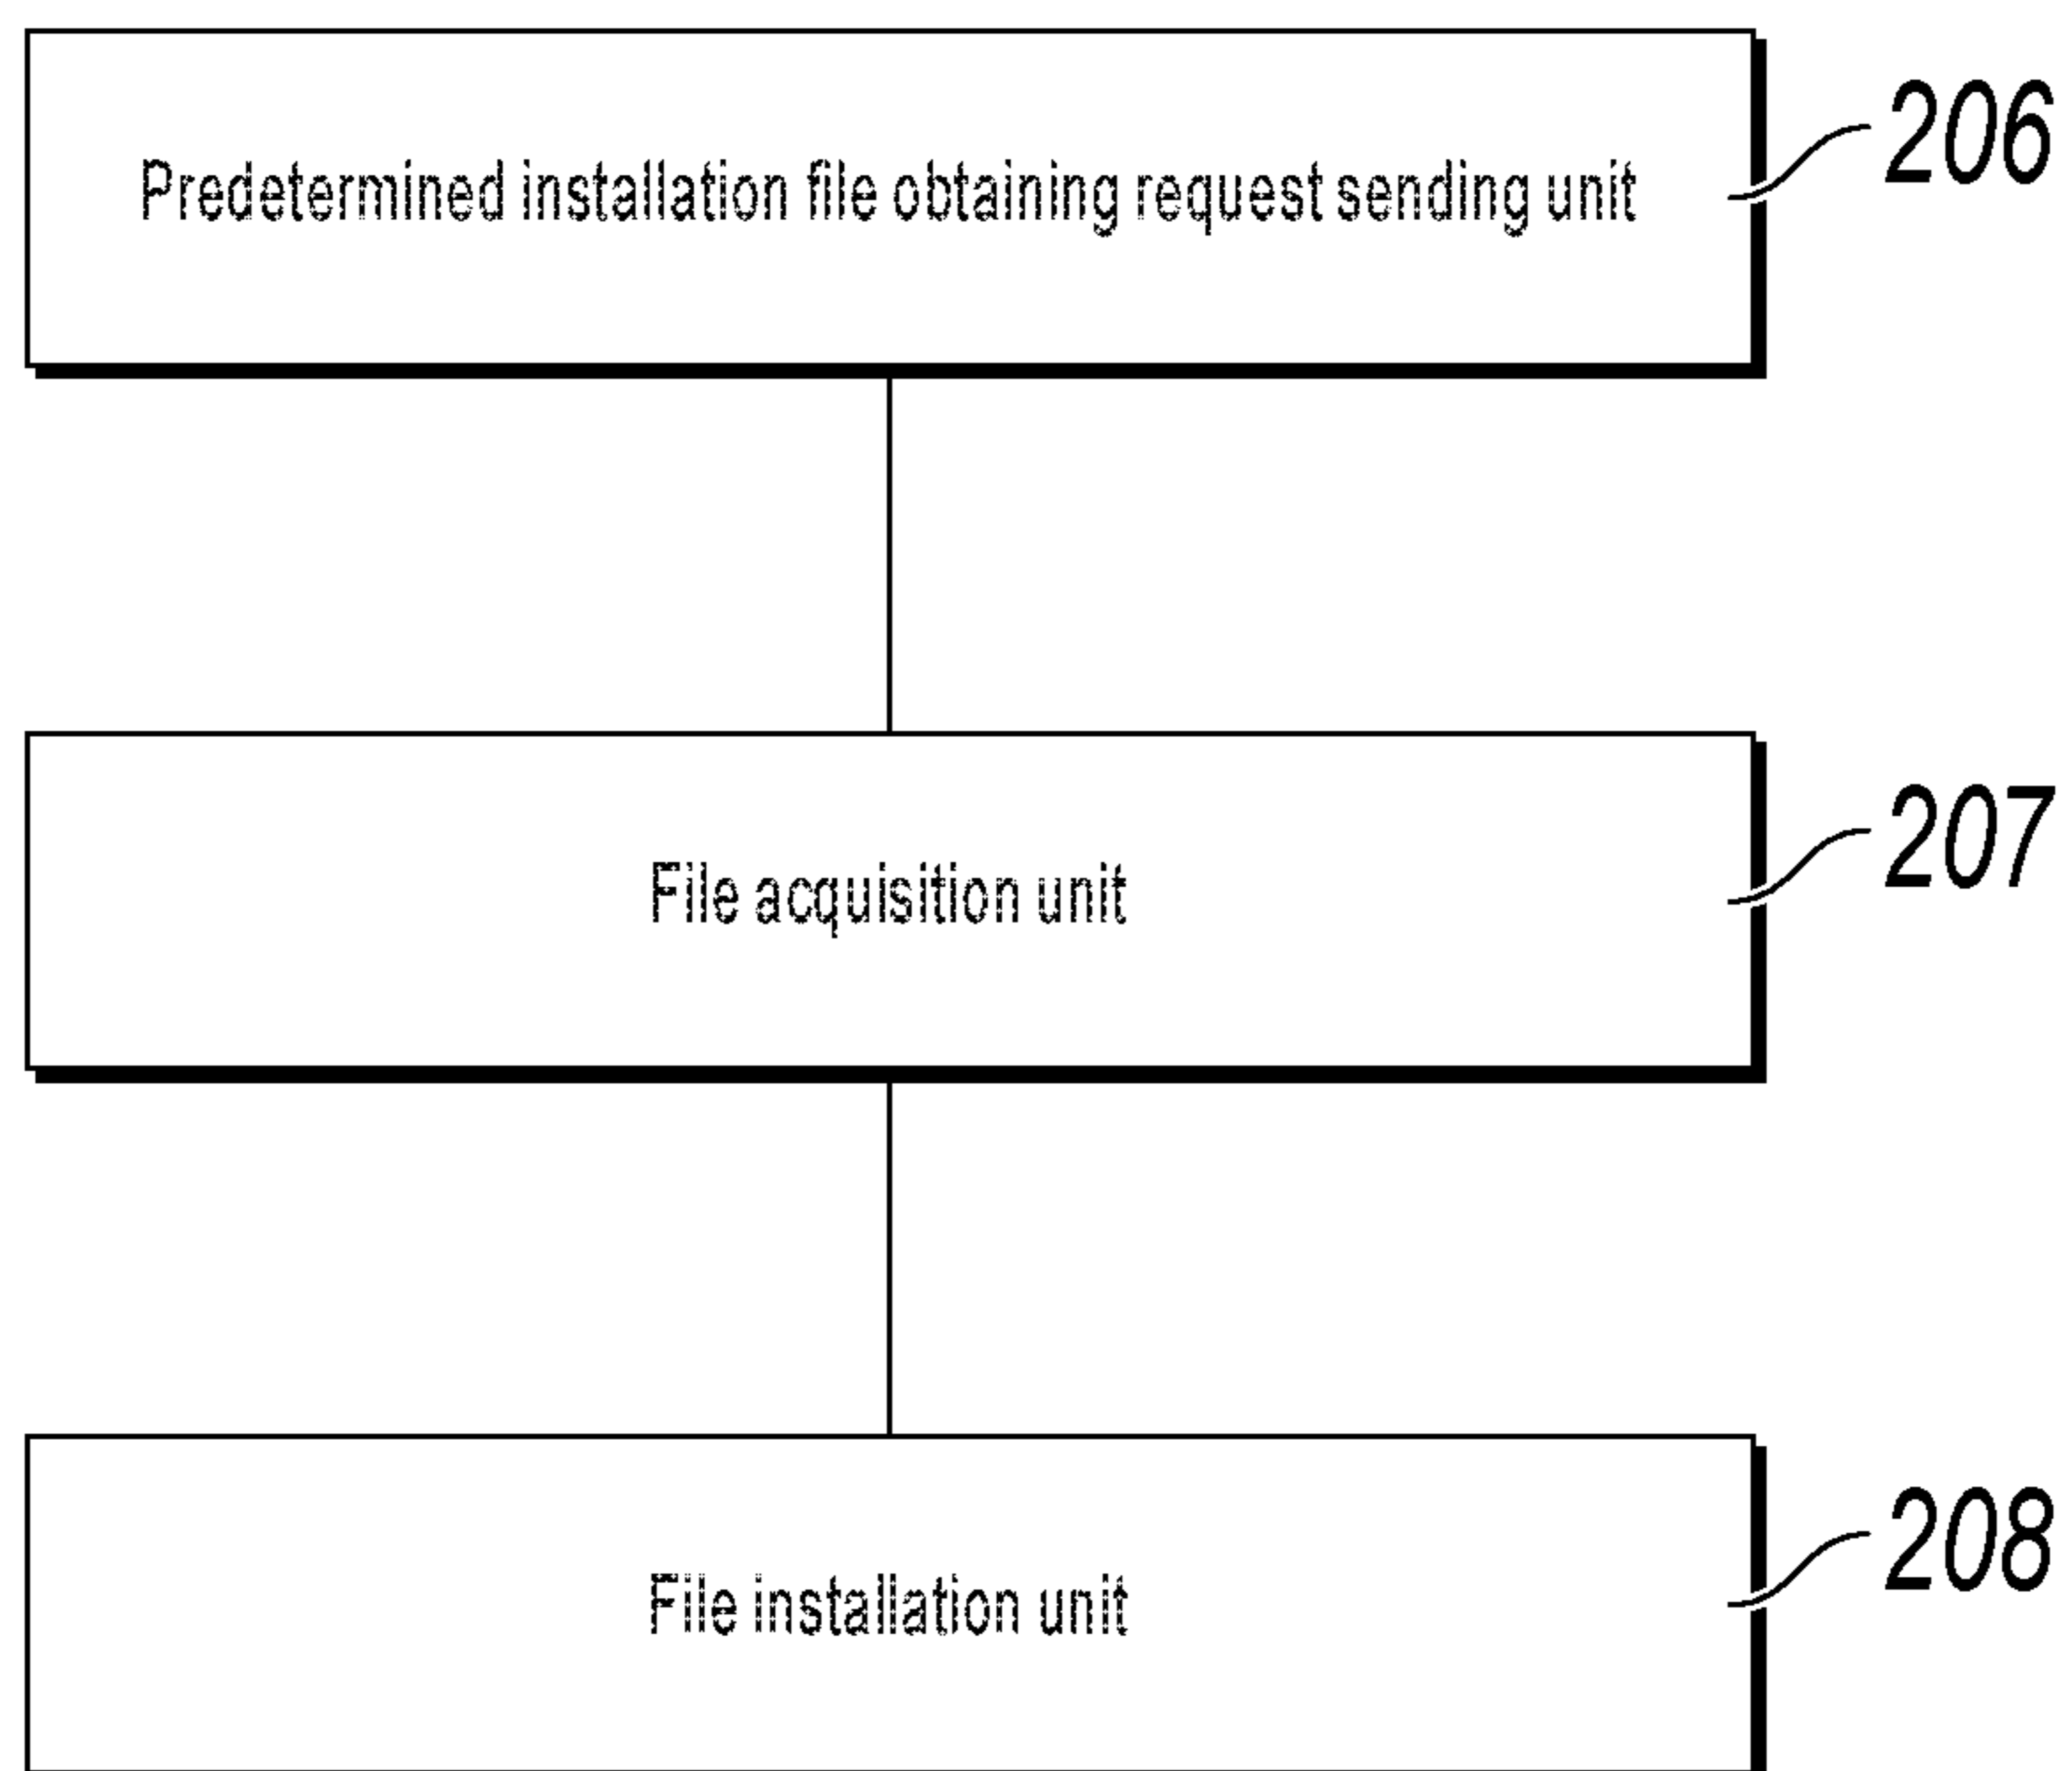 Predetermined installation file obtaining request sending unit
206
File acquisition unit
207
File installation unit
208